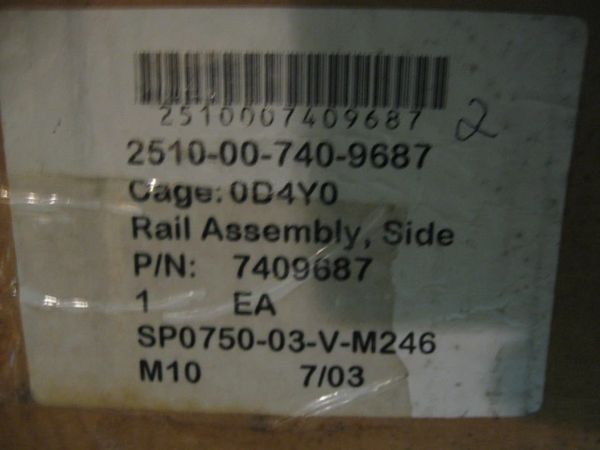 2510007409687 2
2510-00-740-9687
Cage: 0D4Y0
Rail Assembly, Side
P/N: 7409687
1 EA
SP0750-03-V-M246
M10 7/03